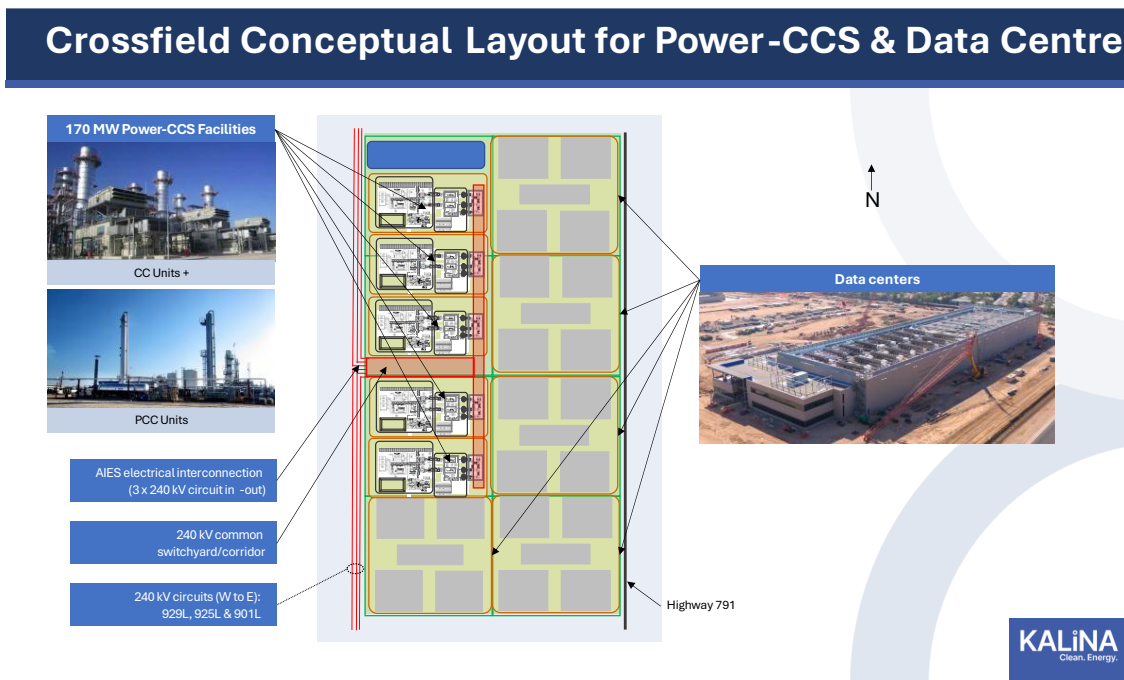 Crossfield Conceptual Layout for Power-CCS & Data Centre
170 MW Power-CCS Facilities
CC Units +
PCC Units
AIES electrical interconnection
(3 x 240 kV circuit in -out)
240 kV common
switchyard/corridor
240 kV circuits (W to E):
929L, 925L & 901L
N
Data centers
Highway 791
KALiNA
Clean. Energy.